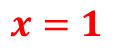 x = 1